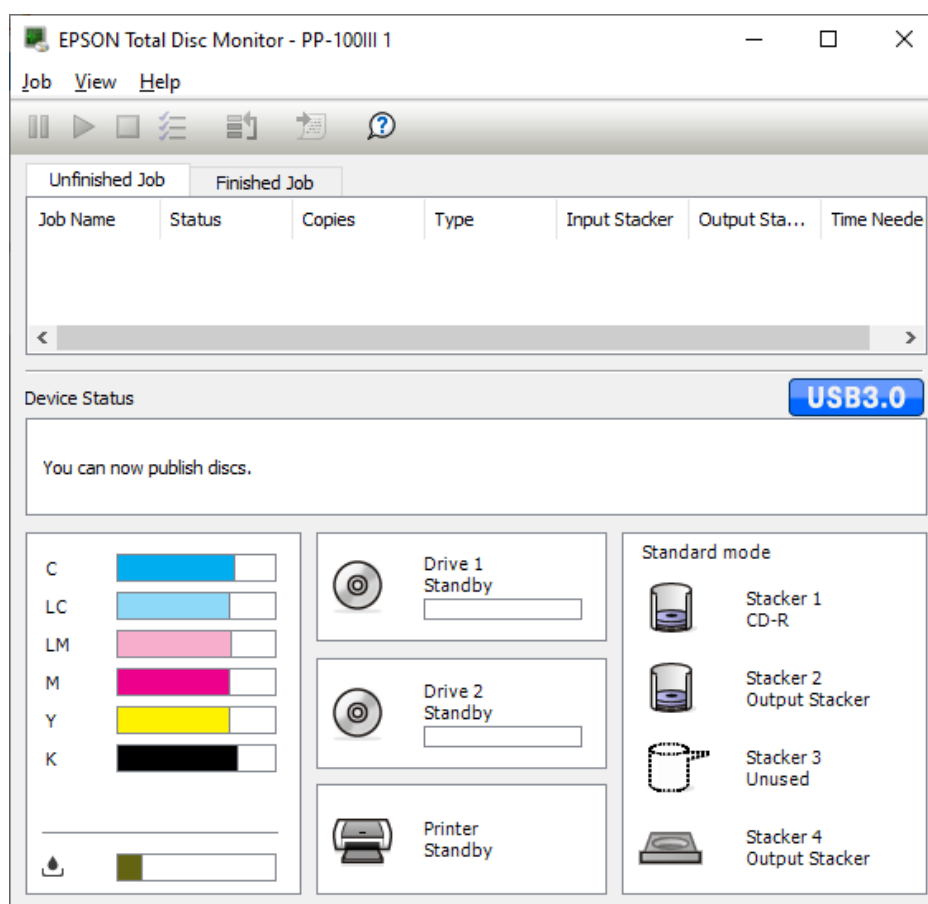 EPSON Total Disc Monitor - PP-100III 1
Job View Help
Unfinished Job Finished Job
Job Name Status Copies Type Input Stacker Output Sta... Time Neede
Device Status USB3.0
You can now publish discs.
C
LC
LM
M
Y
K
Drive 1
Standby
Drive 2
Standby
Printer
Standby
Standard mode
Stacker 1
CD-R
Stacker 2
Output Stacker
Stacker 3
Unused
Stacker 4
Output Stacker